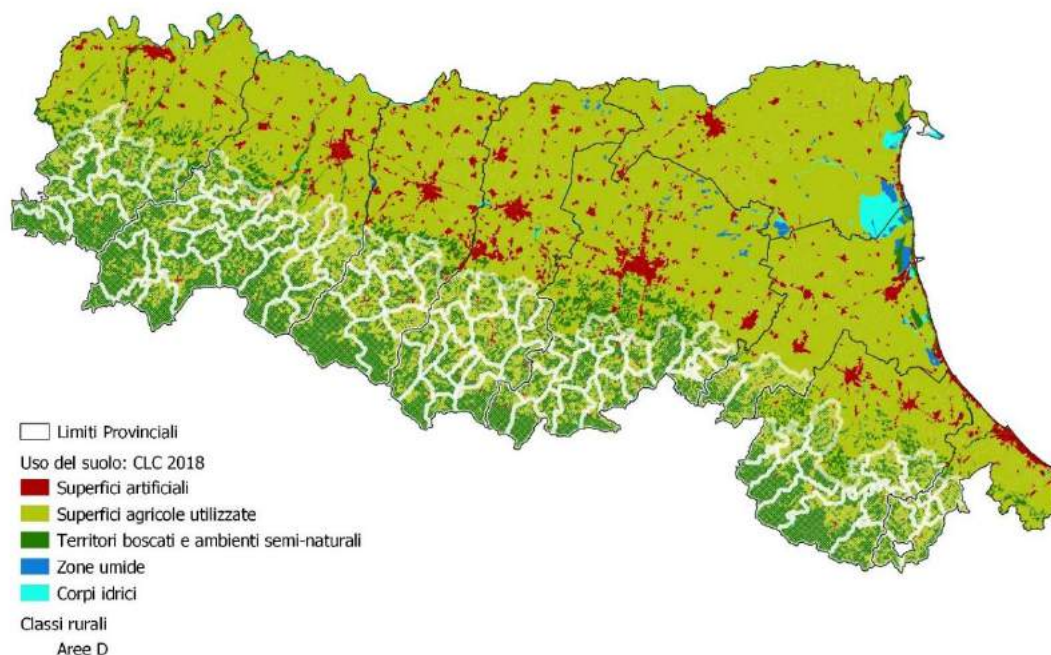 Limiti Provinciali
Uso del suolo: CLC 2018
Superfici artificiali
Superfici agricole utilizzate
Territori boscati e ambienti semi-naturali
Zone umide
Corpi idrici
Classi rurali
Aree D